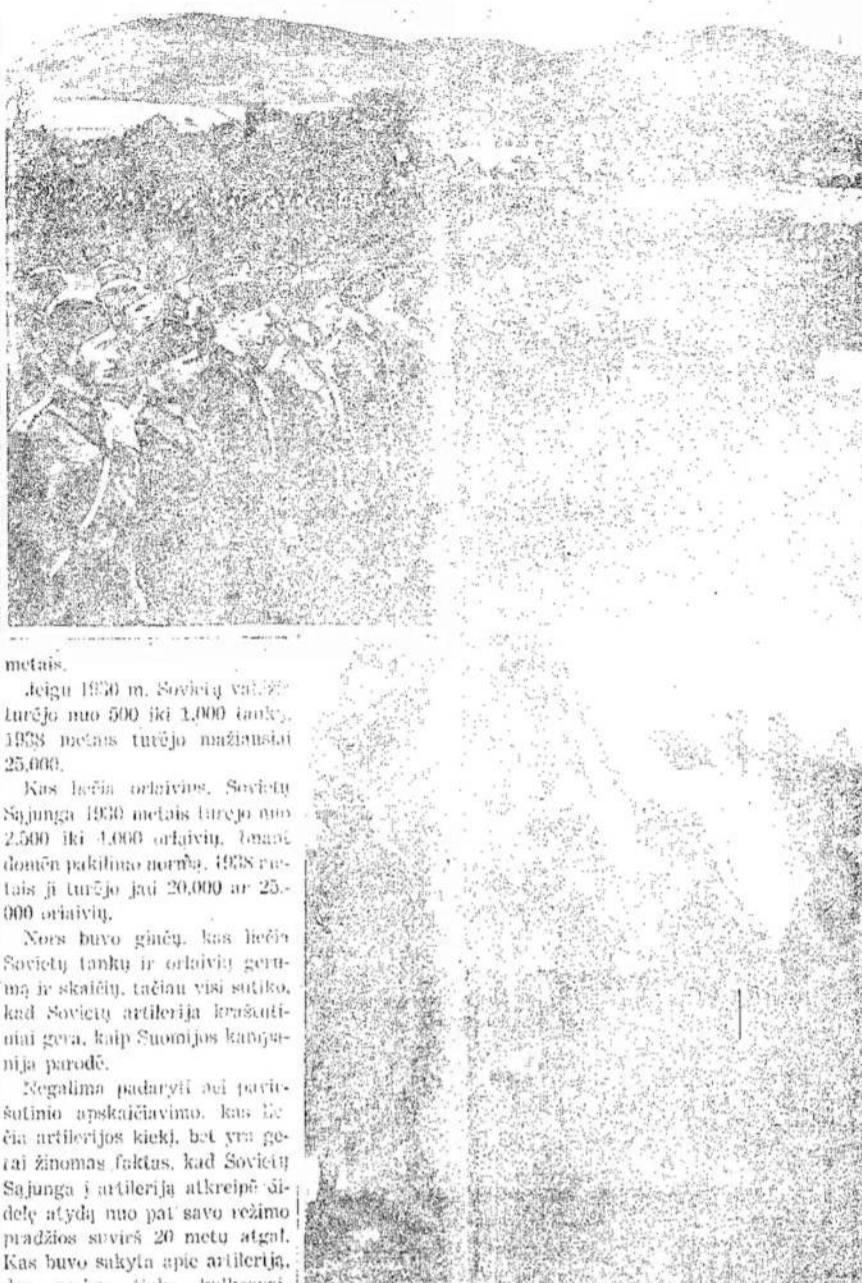 metais.
Jeigu 1930 m. Sovietų
turėjo nuo 500 iki 1,000 tankų,
1938 metais turėjo mažiausiai
25,000.
Kas liečia orlaivius, Sovietų
Sąjunga 1930 metais turėjo nuo
2,500 iki 4,000 orlaivių. Imant
domėn pakilimo normą, 1938 me-
tais ji turėjo jau 20,000 ar 25,-
000 orlaivių.
Nors buvo ginčų, kas liečia
Sovietų tankų ir orlaivių geru-
mą ir skaičių, tačiau visi sutiko,
kad Sovietų artilerija kraštuti-
niai gera, kaip Suomijos kampa-
nija parodė.
Negalima padaryti nei pavir-
šutinio apskaičiavimo, kas lie-
čia artilerijos kiekį, bet yra ge-
rai žinomas faktas, kad Sovietų
Sąjunga į artileriją atkreipė di-
delę atydą nuo pat savo režimo
pradžios suvirš 20 metų atgal.
Kas buvo sakyta apie artileriją,